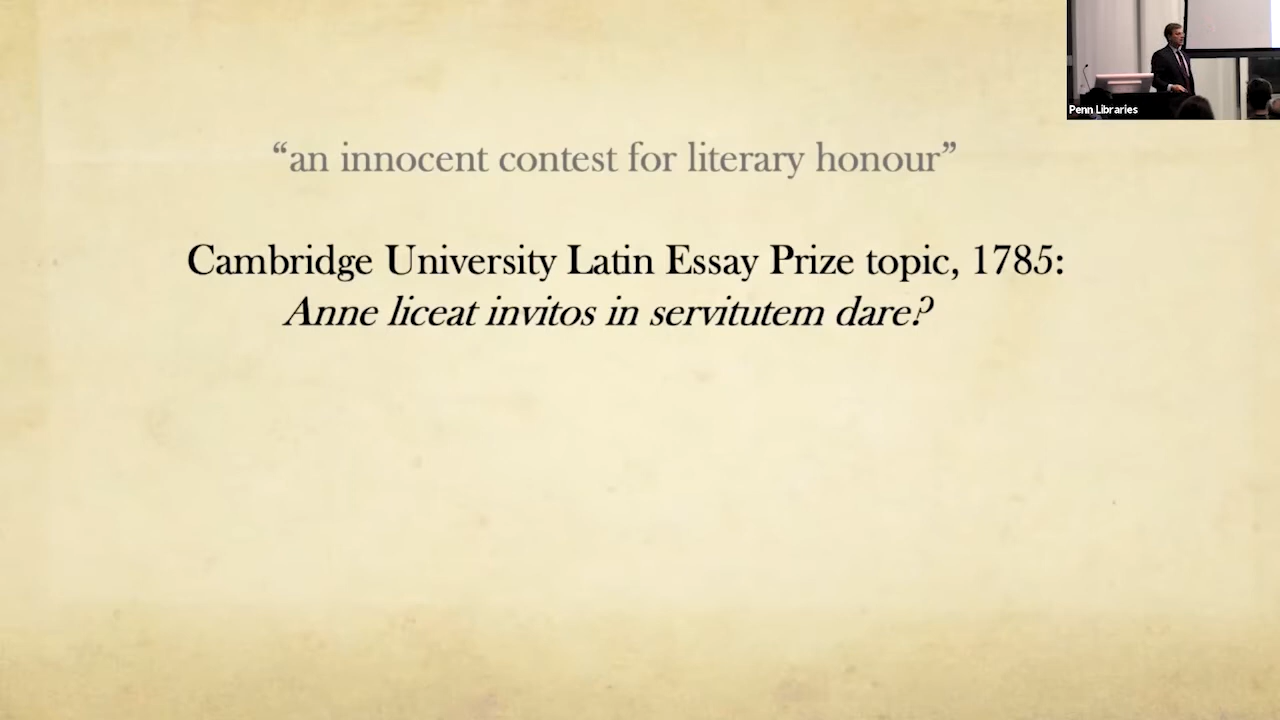 “an innocent contest for literary honour”
Cambridge University Latin Essay Prize topic, 1785:
Anne liceat invitos in servitutem dare?
Penn Libraries